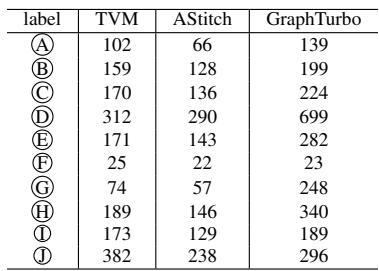 label TVM AStitch GraphTurbo
Ⓐ 102 66 139
Ⓑ 159 128 199
Ⓒ 170 136 224
Ⓓ 312 290 699
Ⓔ 171 143 282
Ⓕ 25 22 23
Ⓖ 74 57 248
Ⓗ 189 146 340
Ⓘ 173 129 189
Ⓙ 382 238 296